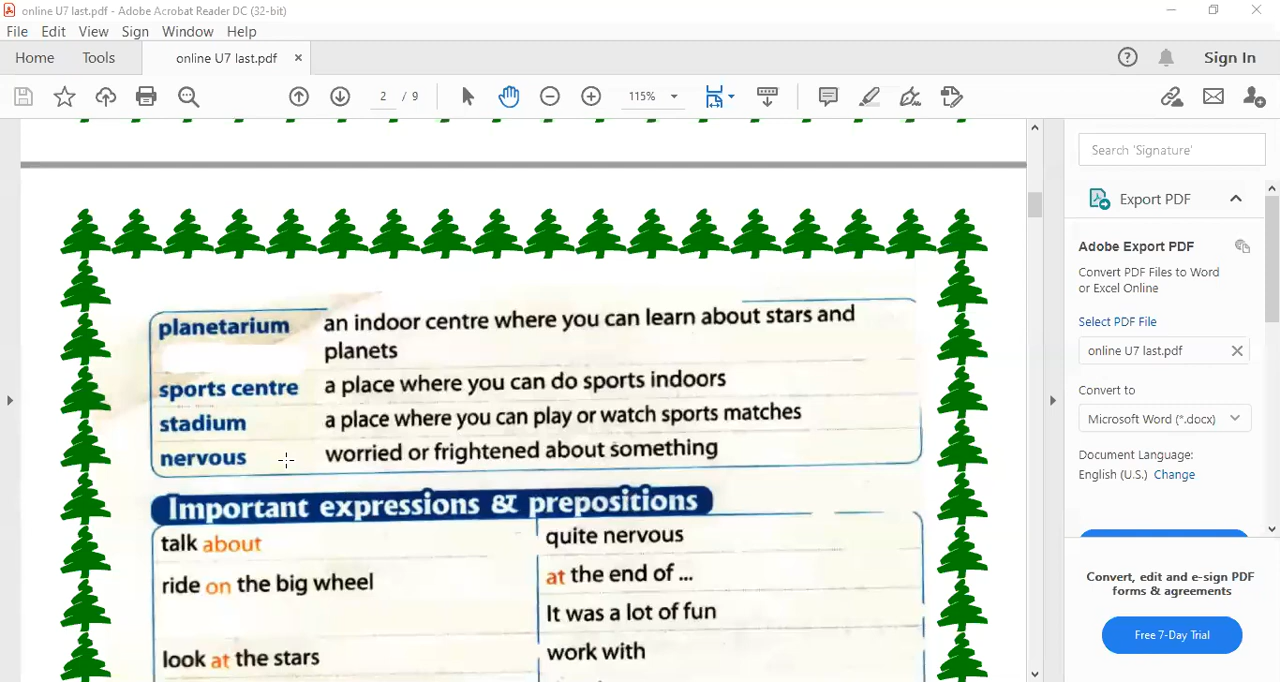 online U7 last.pdf - Adobe Acrobat Reader DC (32-bit)
File Edit View Sign Window Help
Home Tools online U7 last.pdf × Sign In
2 / 9 115%
Search 'Signature'
Export PDF
Adobe Export PDF
Convert PDF Files to Word
or Excel Online
Select PDF File
online U7 last.pdf
Convert to
Microsoft Word (*.docx)
Document Language:
English (U.S.) Change
Convert, edit and e-sign PDF
forms & agreements
Free 7-Day Trial
planetarium an indoor centre where you can learn about stars and
planets
sports centre a place where you can do sports indoors
stadium a place where you can play or watch sports matches
nervous worried or frightened about something
Important expressions & prepositions
talk about
ride on the big wheel
look at the stars
quite nervous
at the end of ...
It was a lot of fun
work with